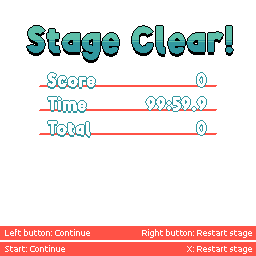 Stage Clear!
Score 0
Time 99:59.9
Total 0
Left button: Continue Right button: Restart stage
Start: Continue X: Restart stage